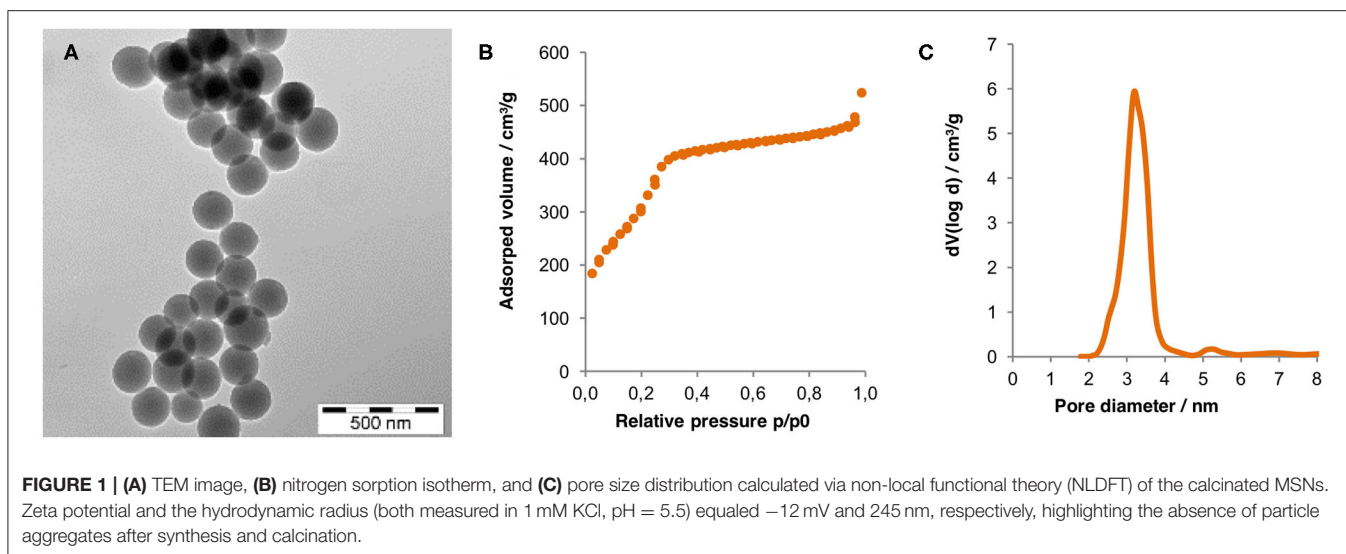 A
500 nm
B
Adsorped volume / cm³/g
600
500
400
300
200
100
0
0,0 0,2 0,4 0,6 0,8 1,0
Relative pressure p/p0
C
dV(log d) / cm³/g
7
6
5
4
3
2
1
0
0 1 2 3 4 5 6 7 8
Pore diameter / nm
FIGURE 1 | (A) TEM image, (B) nitrogen sorption isotherm, and (C) pore size distribution calculated via non-local functional theory (NLDFT) of the calcinated MSNs.
Zeta potential and the hydrodynamic radius (both measured in 1 mM KCl, pH = 5.5) equaled −12 mV and 245 nm, respectively, highlighting the absence of particle
aggregates after synthesis and calcination.